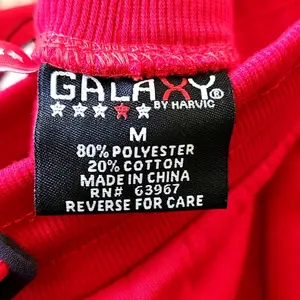 GALAXY®
BY HARVIC
M
80% POLYESTER
20% COTTON
MADE IN CHINA
RN# 63967
REVERSE FOR CARE